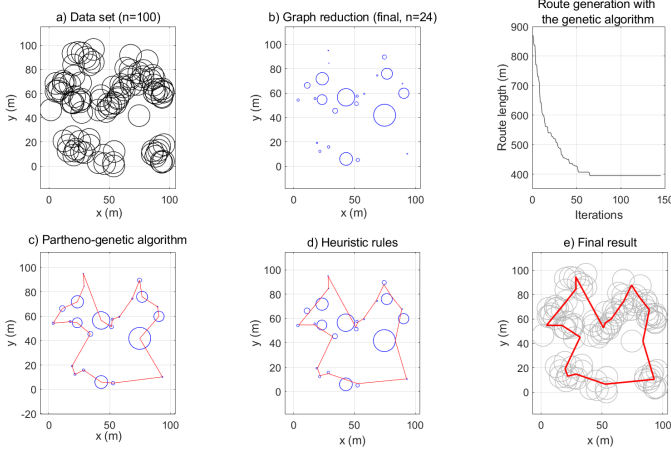 a) Data set (n=100)
100
80
60
40
20
0
y (m)
0
50
100
x (m)
b) Graph reduction (final, n=24)
100
80
60
40
20
0
y (m)
0
50
100
x (m)
Route generation with
the genetic algorithm
900
800
700
600
500
400
Route length (m)
0
50
100
150
Iterations
c) Partheno-genetic algorithm
100
80
60
40
20
0
-20
y (m)
0
50
100
x (m)
d) Heuristic rules
100
80
60
40
20
0
y (m)
0
50
100
x (m)
e) Final result
100
80
60
40
20
0
y (m)
0
50
100
x (m)